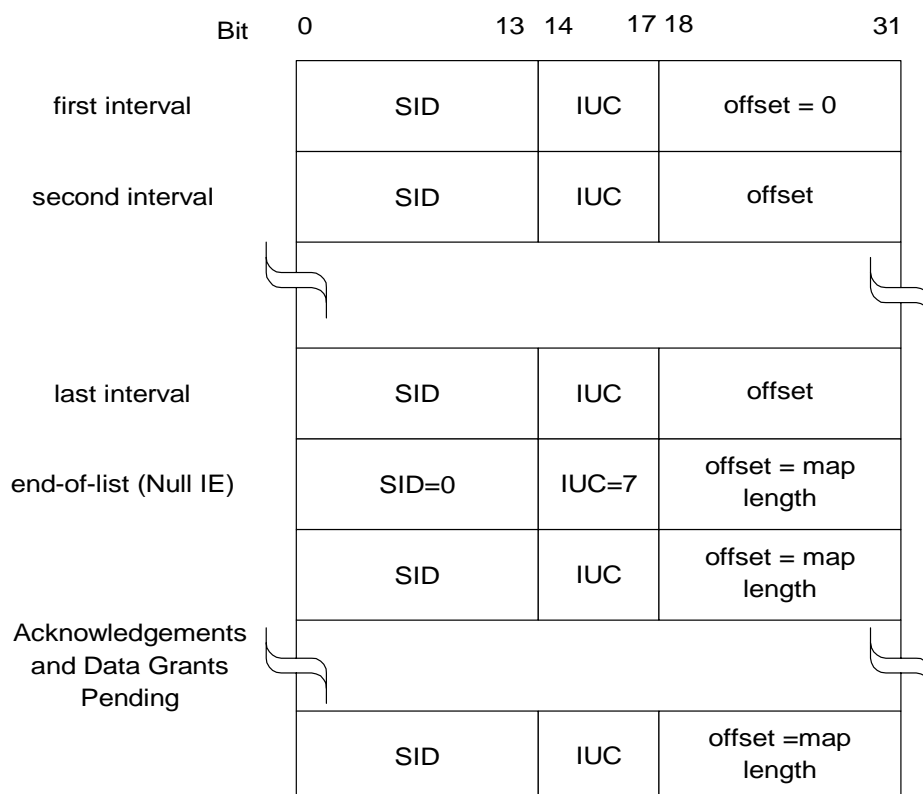 Bit 0 13 14 17 18 31
first interval SID IUC offset = 0
second interval SID IUC offset
last interval SID IUC offset
end-of-list (Null IE) SID=0 IUC=7 offset = map
length
SID IUC offset = map
length
Acknowledgements
and Data Grants
Pending
SID IUC offset =map
length